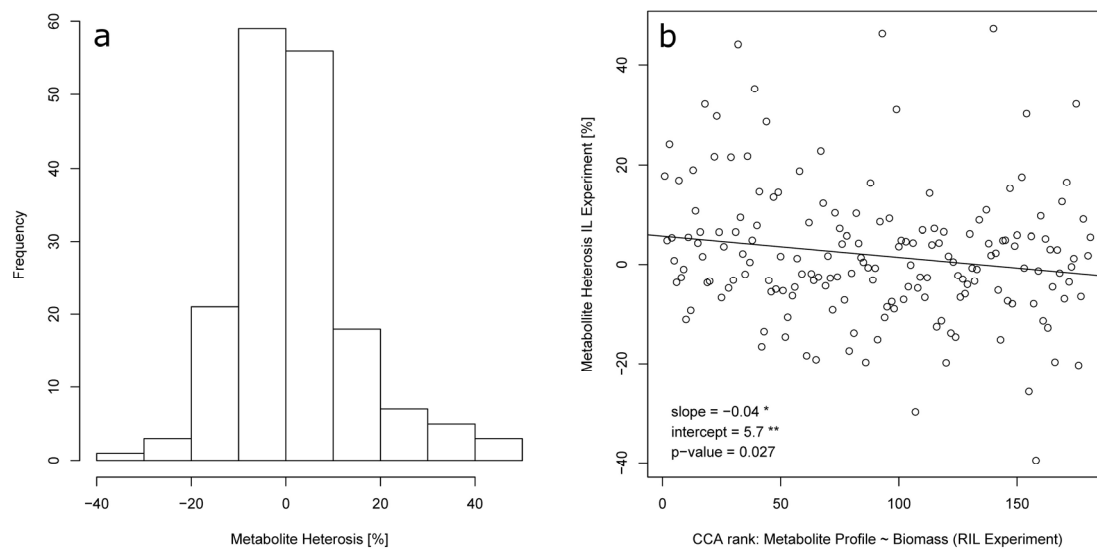 a
60
50
40
30
20
10
0
Frequency
−40
−20
0
20
40
Metabolite Heterosis [%]
b
40
20
0
−20
−40
Metabollite Heterosis IL Experiment [%]
slope = −0.04 *
intercept = 5.7 **
p-value = 0.027
0
50
100
150
CCA rank: Metabolite Profile ~ Biomass (RIL Experiment)